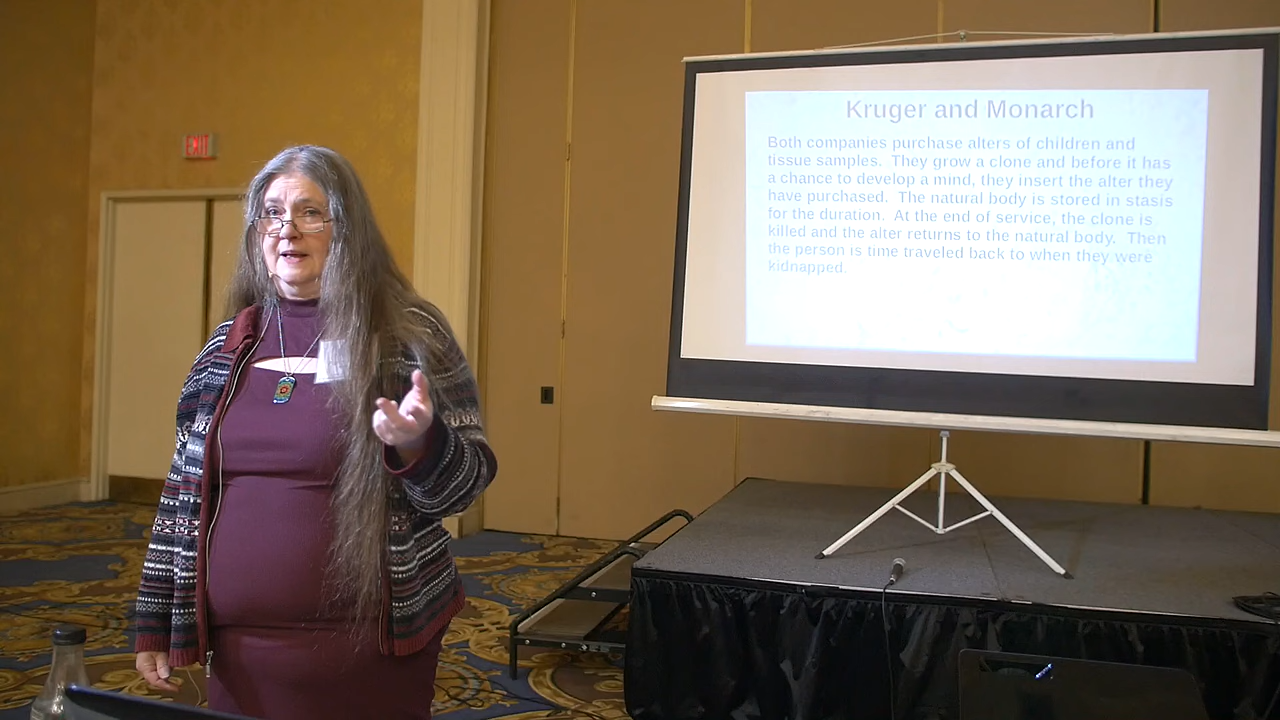 EXIT
Kruger and Monarch
Both companies purchase alters of children and
tissue samples. They grow a clone and before it has
a chance to develop a mind, they insert the alter they
have purchased. The natural body is stored in stasis
for the duration. At the end of service, the clone is
killed and the alter returns to the natural body. Then
the person is time traveled back to when they were
kidnapped.